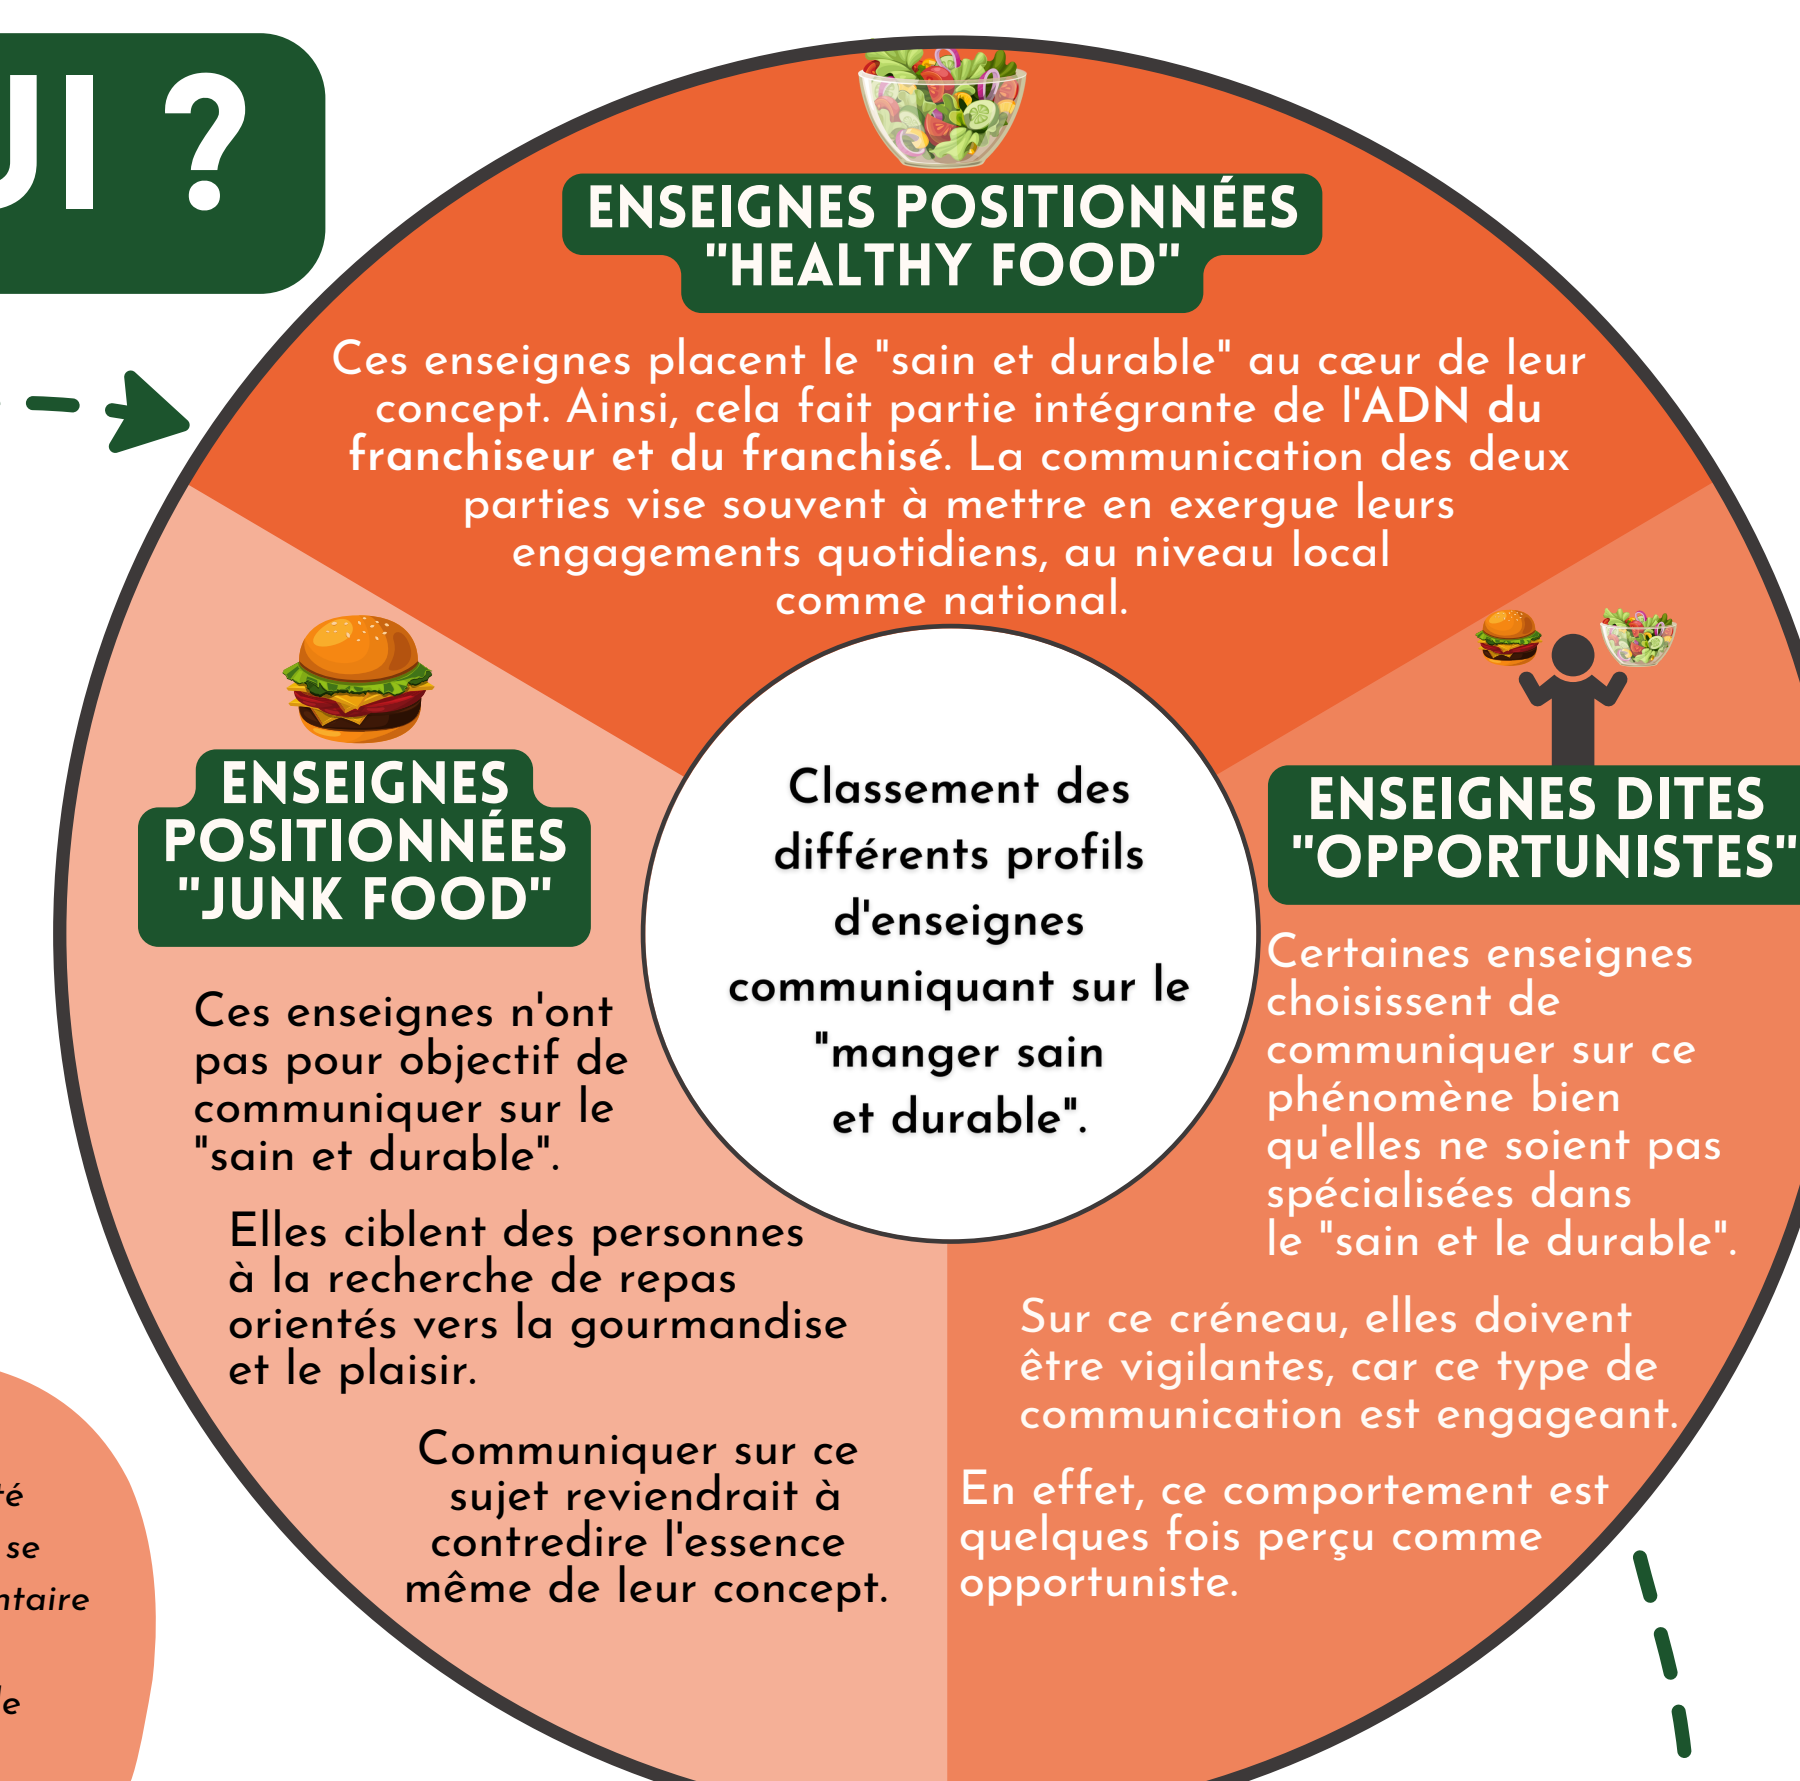 UI ?
ENSEIGNES POSITIONNÉES
"HEALTHY FOOD"
Ces enseignes placent le "sain et durable" au cœur de leur
concept. Ainsi, cela fait partie intégrante de l'ADN du
franchiseur et du franchisé. La communication des deux
parties vise souvent à mettre en exergue leurs
engagements quotidiens, au niveau local
comme national.
ENSEIGNES
POSITIONNÉES
"JUNK FOOD"
Ces enseignes n'ont
pas pour objectif de
communiquer sur le
"sain et durable".
Elles ciblent des personnes
à la recherche de repas
orientés vers la gourmandise
et le plaisir.
Communiquer sur ce
sujet reviendrait à
contredire l'essence
même de leur concept.
Classement des
différents profils
d'enseignes
communiquant sur le
"manger sain
et durable".
ENSEIGNES DITES
"OPPORTUNISTES"
Certaines enseignes
choisissent de
communiquer sur ce
phénomène bien
qu'elles ne soient pas
spécialisées dans
le "sain et le durable".
Sur ce créneau, elles doivent
être vigilantes, car ce type de
communication est engageant.
En effet, ce comportement est
quelques fois perçu comme
opportuniste.
té
se
ntaire